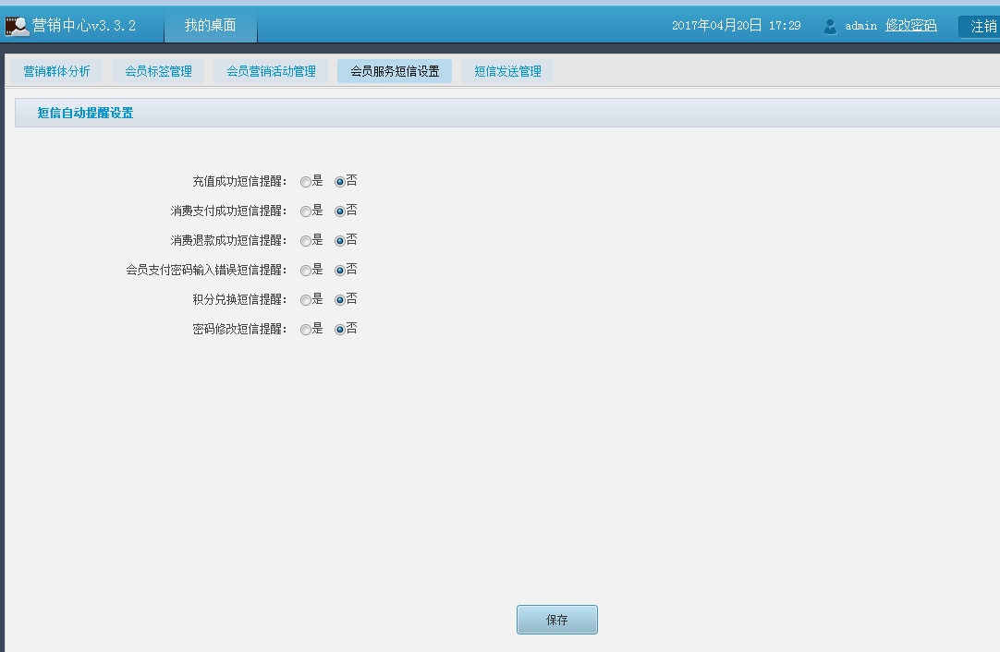 营销中心v3.3.2 我的桌面 2017年04月20日 17:29 admin 修改密码 注销
营销群体分析 会员标签管理 会员营销活动管理 会员服务短信设置 短信发送管理
短信自动提醒设置
充值成功短信提醒： 是 否
消费支付成功短信提醒： 是 否
消费退款成功短信提醒： 是 否
会员支付密码输入错误短信提醒： 是 否
积分兑换短信提醒： 是 否
密码修改短信提醒： 是 否
保存